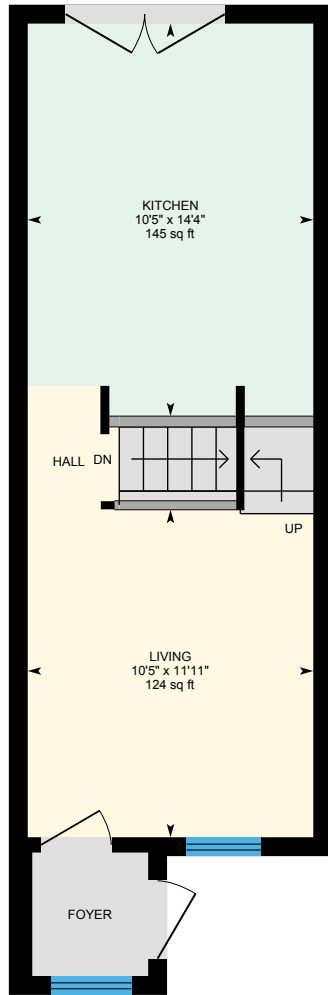 KITCHEN
10'5" x 14'4"
145 sq ft
HALL DN
UP
LIVING
10'5" x 11'11"
124 sq ft
FOYER